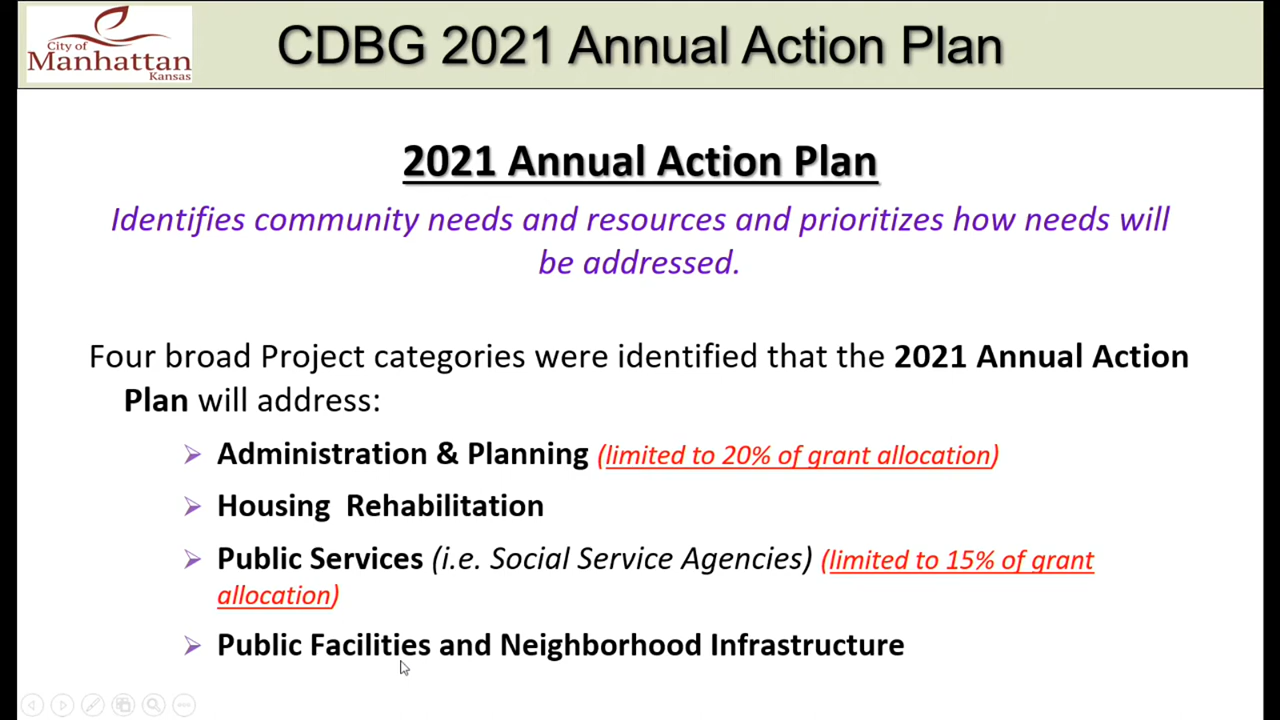 City of
Manhattan
Kansas
CDBG 2021 Annual Action Plan
2021 Annual Action Plan
Identifies community needs and resources and prioritizes how needs will
be addressed.
Four broad Project categories were identified that the 2021 Annual Action
Plan will address:
Administration & Planning (limited to 20% of grant allocation)
Housing Rehabilitation
Public Services (i.e. Social Service Agencies) (limited to 15% of grant
allocation)
Public Facilities and Neighborhood Infrastructure